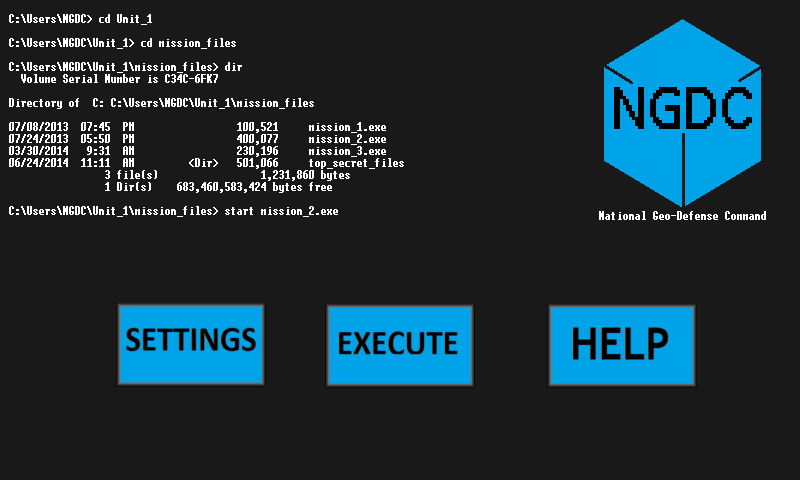 C:\Users\NGDC> cd Unit_1
C:\Users\NGDC\Unit_1> cd mission_files
C:\Users\NGDC\Unit_1\mission_files> dir
Volume Serial Number is C34C-6FK7
Directory of  C: C:\Users\NGDC\Unit_1\mission_files
07/08/2013  07:45  PM  100,521  mission_1.exe
07/24/2013  05:50  PM  400,077  mission_2.exe
03/30/2014  9:31  AM  230,196  mission_3.exe
06/24/2014  11:11  AM  <Dir>  501,066  top_secret_files
3 file(s)  1,231,860 bytes
1 Dir(s)  683,460,583,424 bytes free
C:\Users\NGDC\Unit_1\mission_files> start mission_2.exe
NGDC
National Geo-Defense Command
SETTINGS
EXECUTE
HELP